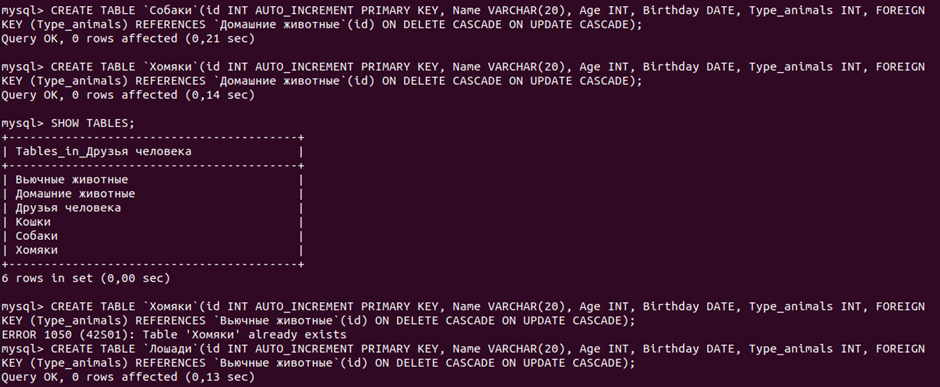 mysql> CREATE TABLE `Собаки`(id INT AUTO_INCREMENT PRIMARY KEY, Name VARCHAR(20), Age INT, Birthday DATE, Type_animals INT, FOREIGN
KEY (Type_animals) REFERENCES `Домашние животные`(id) ON DELETE CASCADE ON UPDATE CASCADE);
Query OK, 0 rows affected (0,21 sec)
mysql> CREATE TABLE `Хомяки`(id INT AUTO_INCREMENT PRIMARY KEY, Name VARCHAR(20), Age INT, Birthday DATE, Type_animals INT, FOREIGN
KEY (Type_animals) REFERENCES `Домашние животные`(id) ON DELETE CASCADE ON UPDATE CASCADE);
Query OK, 0 rows affected (0,14 sec)
mysql> SHOW TABLES;
+-----------------------------------------+
| Tables_in_Друзья человека |
+-----------------------------------------+
| Вьючные животные |
| Домашние животные |
| Друзья человека |
| Кошки |
| Собаки |
| Хомяки |
+-----------------------------------------+
6 rows in set (0,00 sec)
mysql> CREATE TABLE `Хомяки`(id INT AUTO_INCREMENT PRIMARY KEY, Name VARCHAR(20), Age INT, Birthday DATE, Type_animals INT, FOREIGN
KEY (Type_animals) REFERENCES `Вьючные животные`(id) ON DELETE CASCADE ON UPDATE CASCADE);
ERROR 1050 (42S01): Table 'Хомяки' already exists
mysql> CREATE TABLE `Лошади`(id INT AUTO_INCREMENT PRIMARY KEY, Name VARCHAR(20), Age INT, Birthday DATE, Type_animals INT, FOREIGN
KEY (Type_animals) REFERENCES `Вьючные животные`(id) ON DELETE CASCADE ON UPDATE CASCADE);
Query OK, 0 rows affected (0,13 sec)